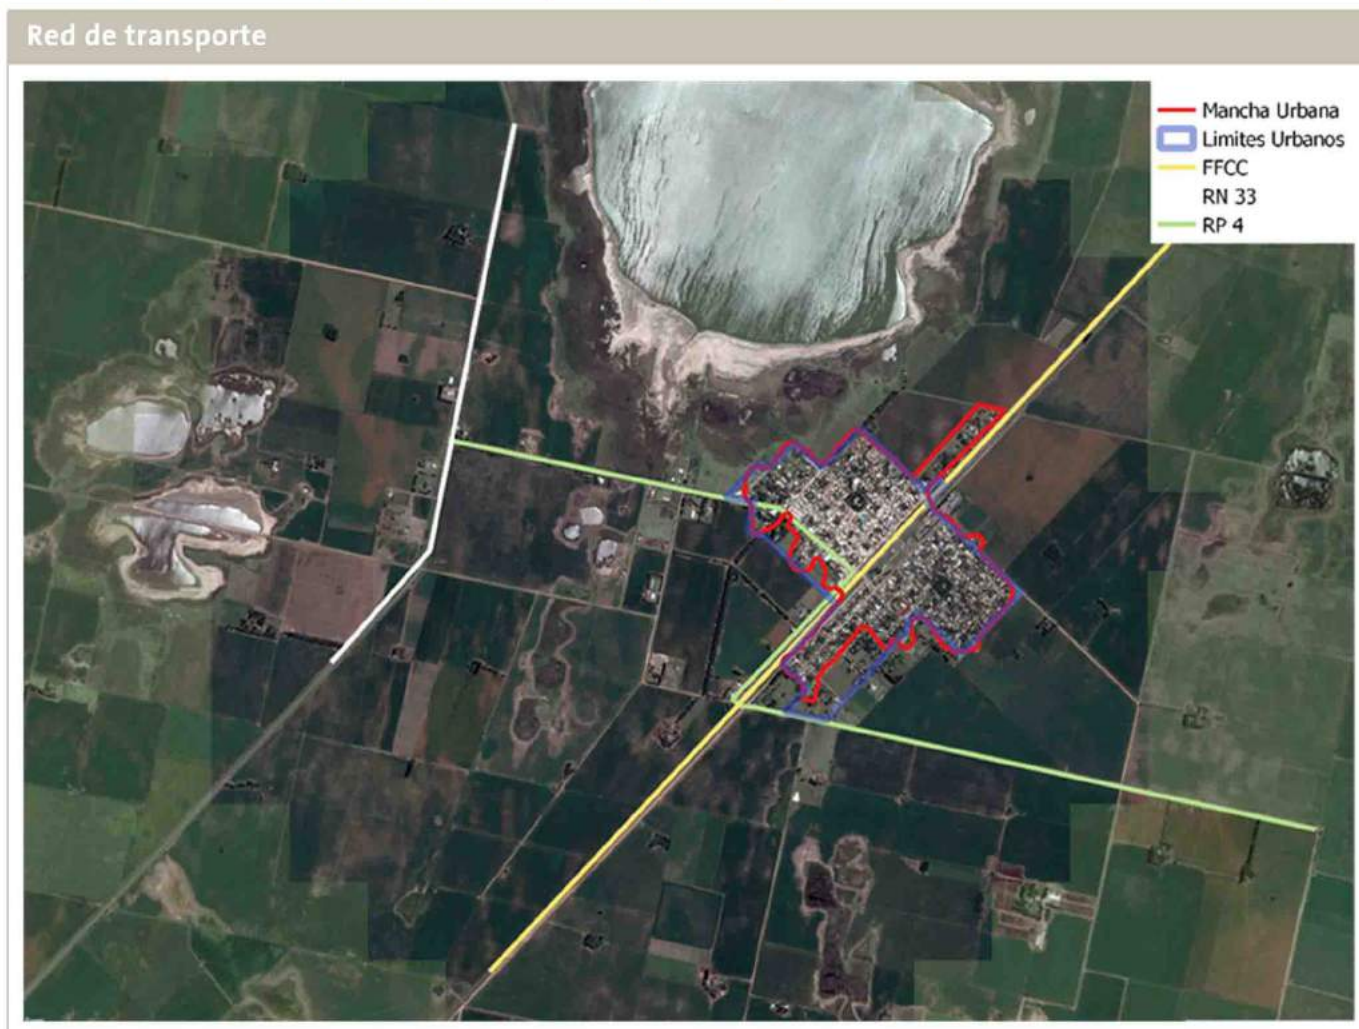 Red de transporte
Mancha Urbana
Limites Urbanos
FFCC
RN 33
RP 4